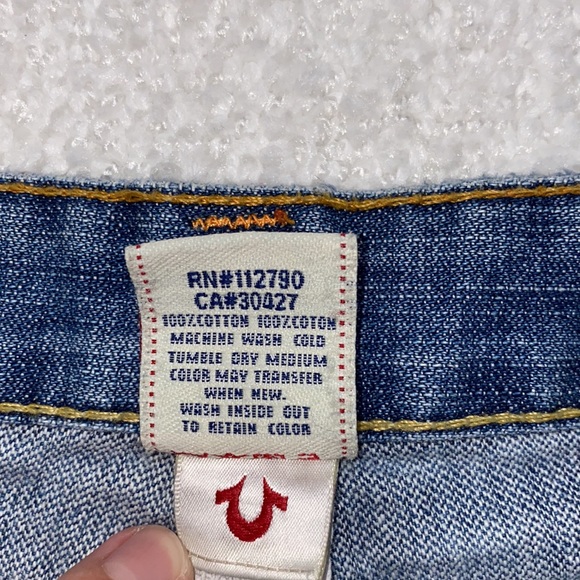 RN#112790
CA#30427
100%COTTON 100%COTON
MACHINE WASH COLD
TUMBLE DRY MEDIUM
COLOR MAY TRANSFER
WHEN NEW.
WASH INSIDE OUT
TO RETAIN COLOR